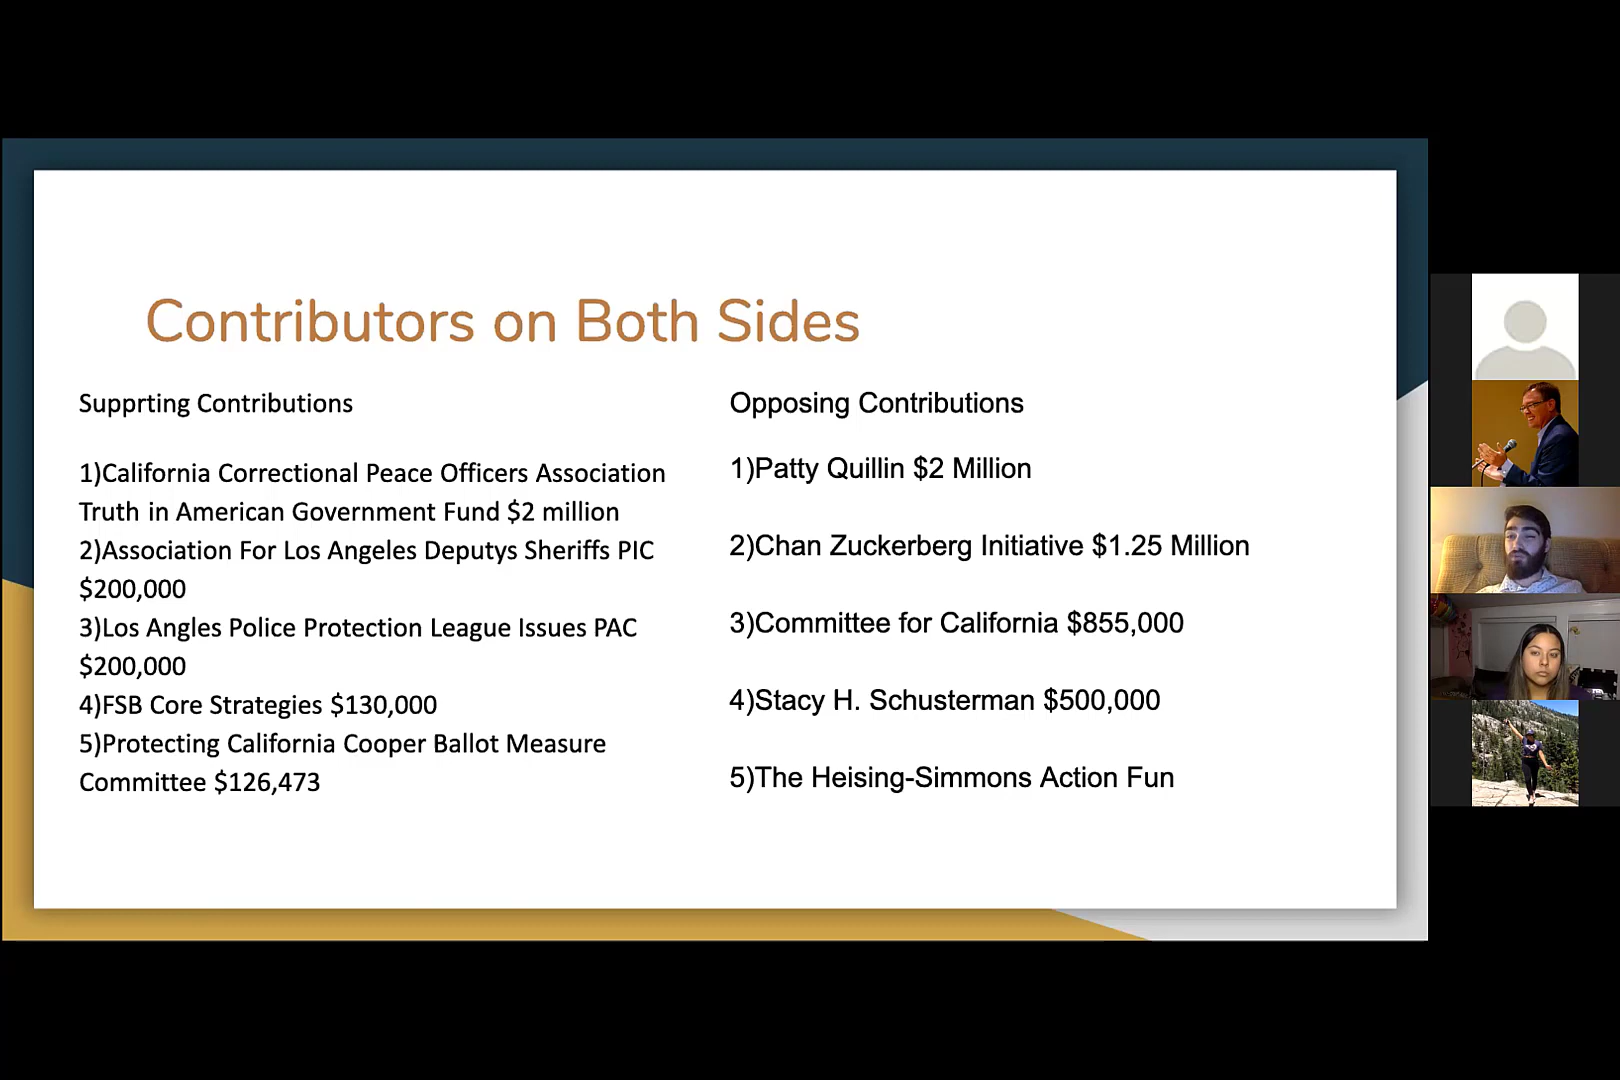 Contributors on Both Sides
Supprting Contributions
1)California Correctional Peace Officers Association
Truth in American Government Fund $2 million
2)Association For Los Angeles Deputys Sheriffs PIC
$200,000
3)Los Angles Police Protection League Issues PAC
$200,000
4)FSB Core Strategies $130,000
5)Protecting California Cooper Ballot Measure
Committee $126,473
Opposing Contributions
1)Patty Quillin $2 Million
2)Chan Zuckerberg Initiative $1.25 Million
3)Committee for California $855,000
4)Stacy H. Schusterman $500,000
5)The Heising-Simmons Action Fun